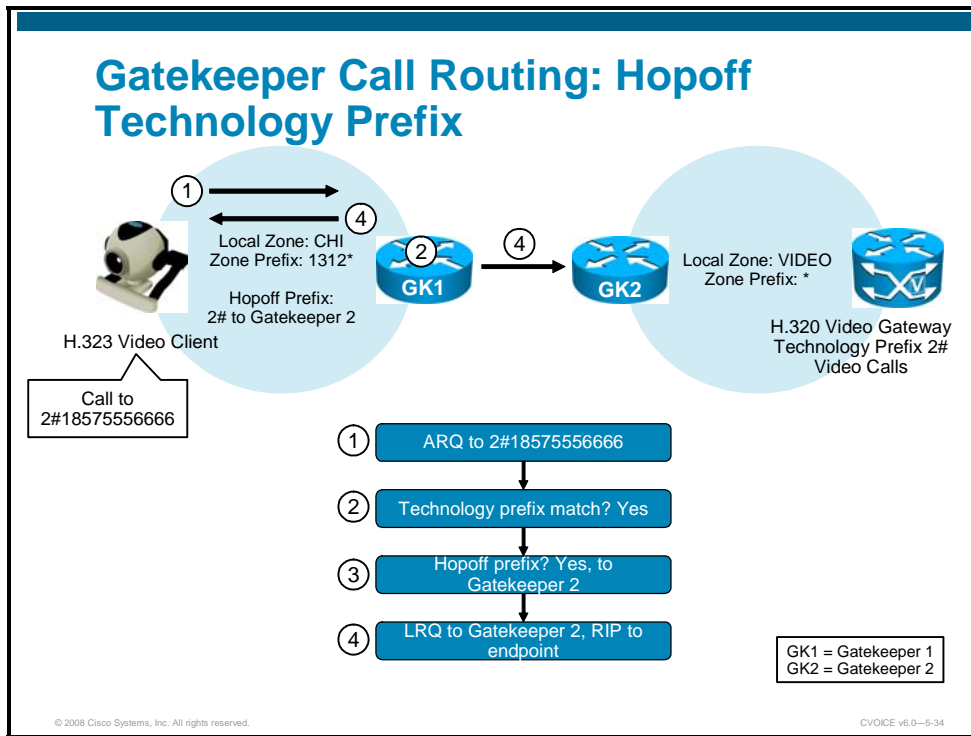 Gatekeeper Call Routing: Hopoff
Technology Prefix
1
4
Local Zone: CHI
Zone Prefix: 1312*
Hopoff Prefix:
2# to Gatekeeper 2
2
GK1
4
GK2
Local Zone: VIDEO
Zone Prefix: *
V
H.323 Video Client
H.320 Video Gateway
Technology Prefix 2#
Video Calls
Call to
2#18575556666
1
ARQ to 2#18575556666
2
Technology prefix match? Yes
3
Hopoff prefix? Yes, to
Gatekeeper 2
4
LRQ to Gatekeeper 2, RIP to
endpoint
GK1 = Gatekeeper 1
GK2 = Gatekeeper 2
© 2008 Cisco Systems, Inc. All rights reserved.
CVOICE v6.0—5-34